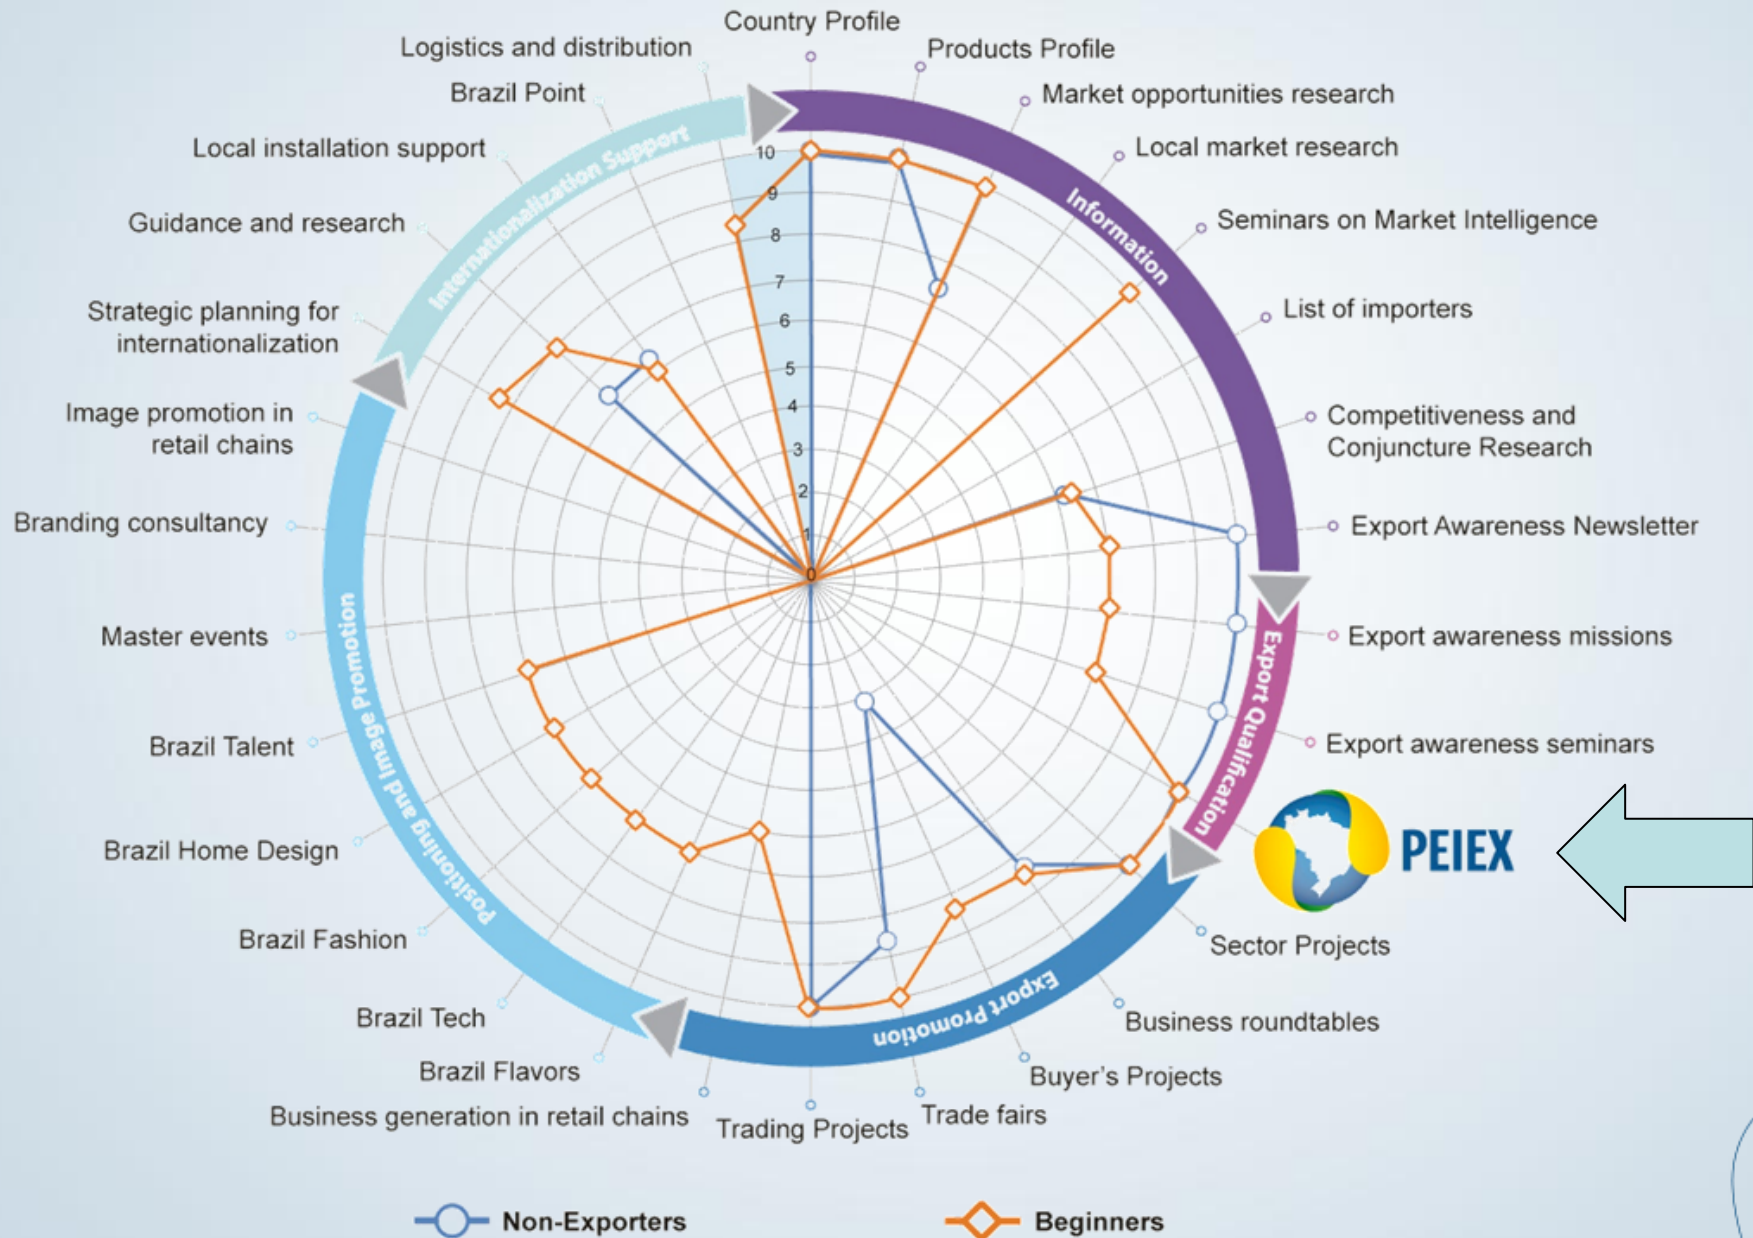 Country Profile
Products Profile
Market opportunities research
Local market research
Seminars on Market Intelligence
List of importers
Competitiveness and
Conjuncture Research
Export Awareness Newsletter
Export awareness missions
Export awareness seminars
PEIEX
Sector Projects
Business roundtables
Buyer's Projects
Trade fairs
Trading Projects
Business generation in retail chains
Brazil Flavors
Brazil Tech
Brazil Fashion
Brazil Home Design
Brazil Talent
Master events
Branding consultancy
Image promotion in
retail chains
Strategic planning for
internationalization
Guidance and research
Local installation support
Brazil Point
Logistics and distribution
Information
Export Qualification
Export Promotion
Positioning and Image Promotion
Internationalization Support
10
9
8
7
6
5
4
3
2
1
0
Non-Exporters
Beginners